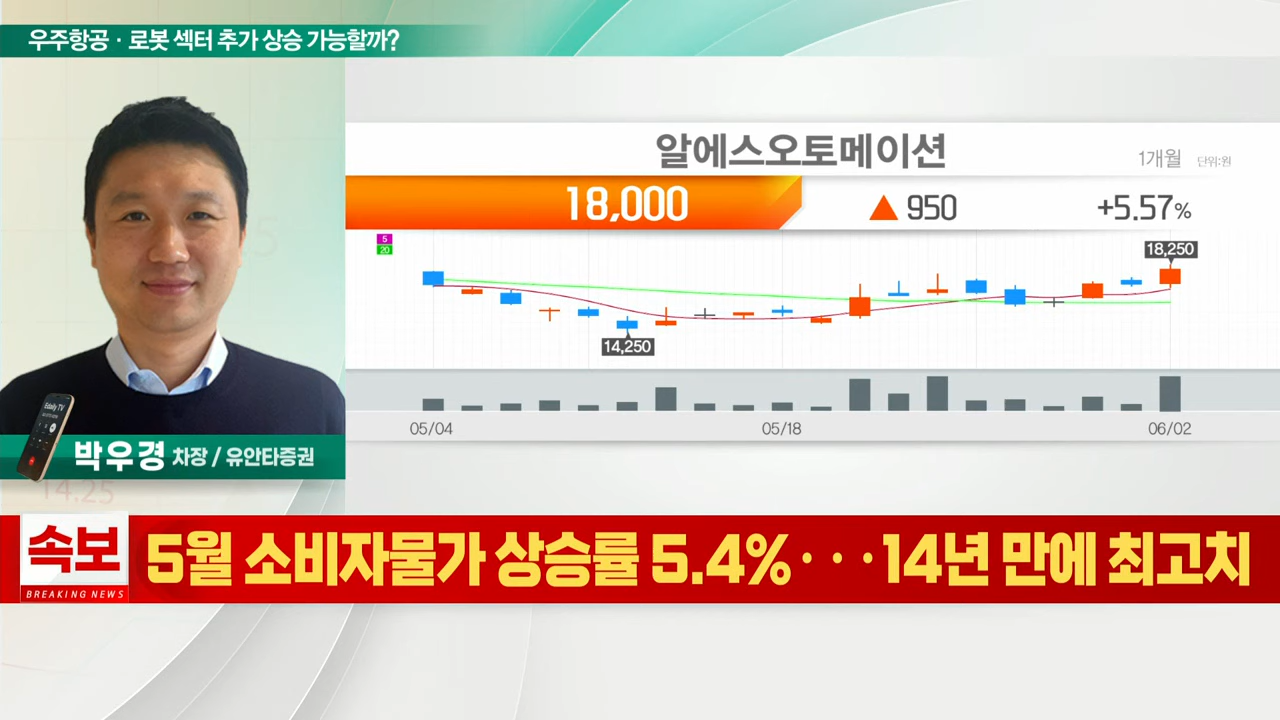 우주항공 · 로봇 섹터 추가 상승 가능할까?
알에스오토메이션
1개월 단위:원
18,000 ▲ 950 +5.57%
5
20
18,250
14,250
05/04 05/18 06/02
Edaily TV
박우경 차장 / 유안타증권
14.25
속보
BREAKING NEWS
5월 소비자물가 상승률 5.4%···14년 만에 최고치